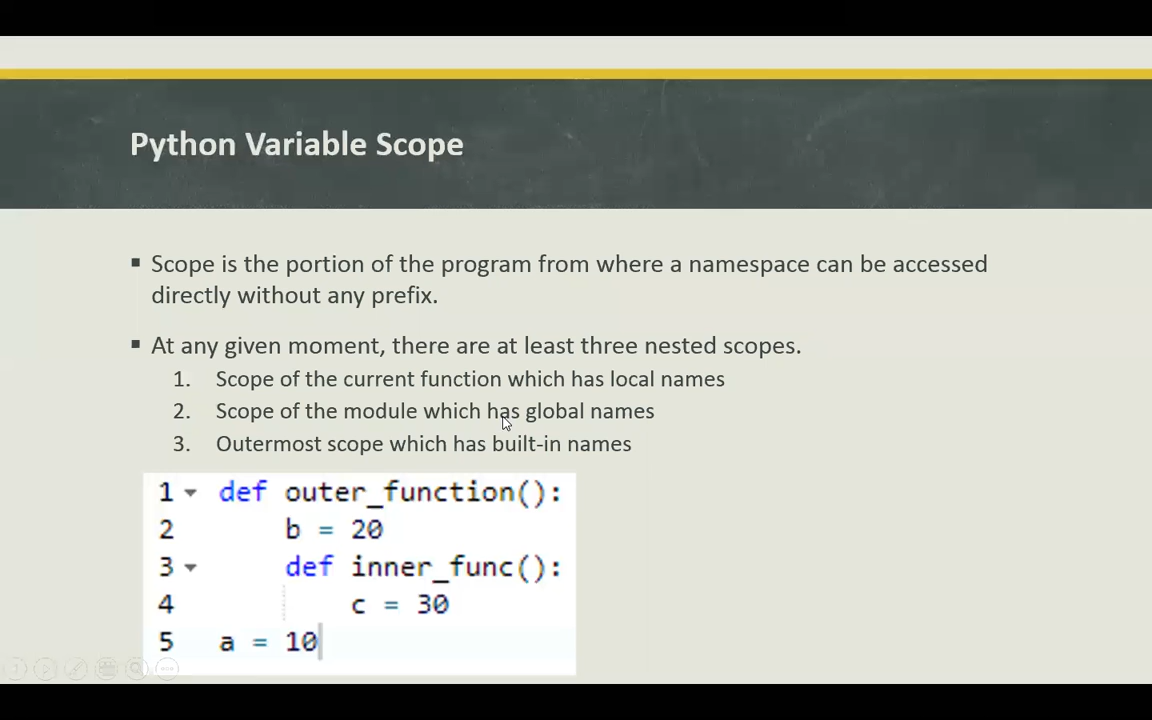 Python Variable Scope
▪ Scope is the portion of the program from where a namespace can be accessed
directly without any prefix.
▪ At any given moment, there are at least three nested scopes.
1. Scope of the current function which has local names
2. Scope of the module which has global names
3. Outermost scope which has built-in names
1 def outer_function():
2 b = 20
3 def inner_func():
4 c = 30
5 a = 10